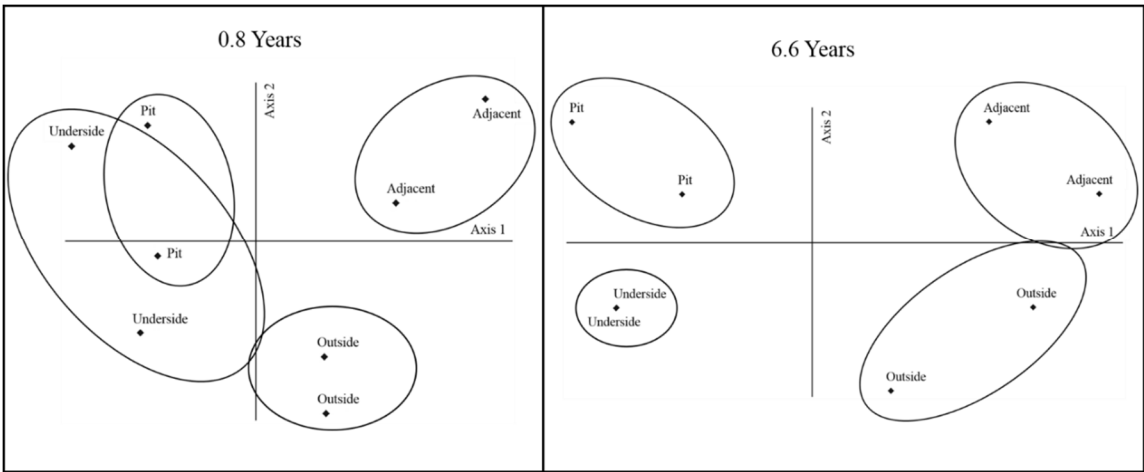 0.8 Years
Axis 2
Pit
Underside
Adjacent
Adjacent
Axis 1
Pit
Underside
Outside
Outside
6.6 Years
Pit
Axis 2
Adjacent
Pit
Adjacent
Axis 1
Underside
Underside
Outside
Outside